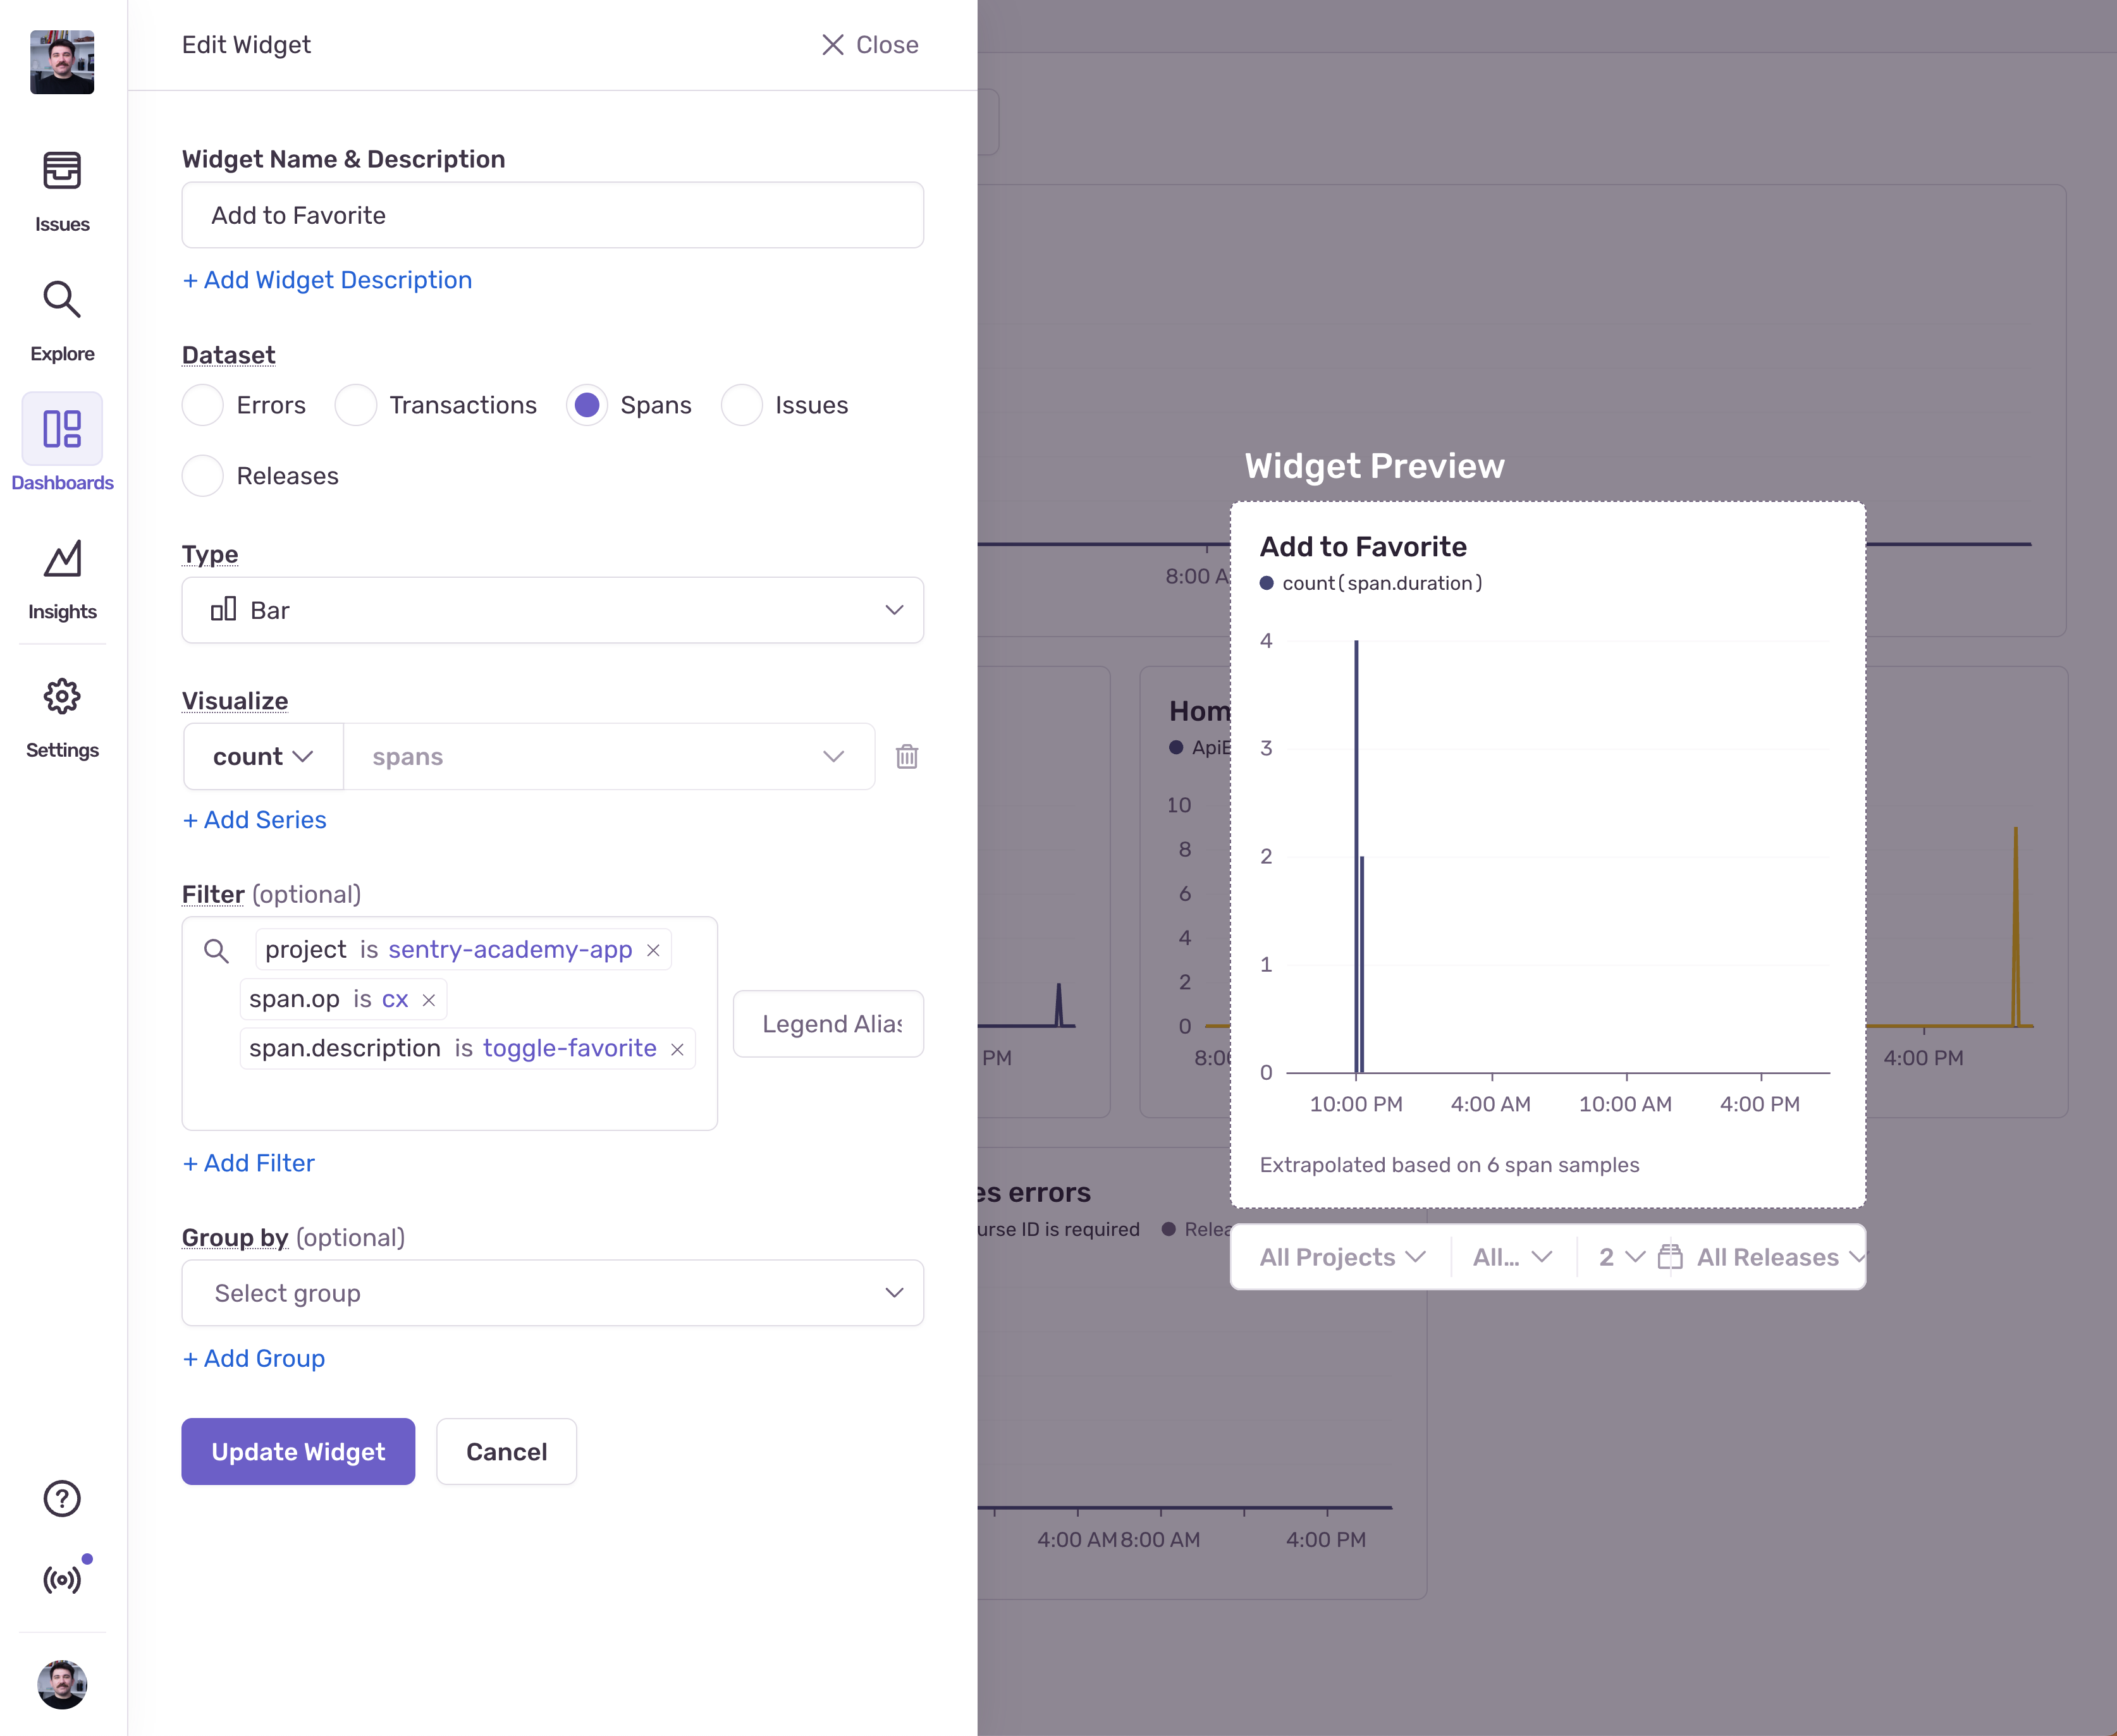 Edit Widget
Close
Issues
Explore
Dashboards
Insights
Settings
Widget Name & Description
Add to Favorite
+ Add Widget Description
Dataset
Errors
Transactions
Spans
Issues
Releases
Type
Bar
Visualize
count
spans
+ Add Series
Filter (optional)
project is sentry-academy-app
span.op is cx
span.description is toggle-favorite
Legend Alias
+ Add Filter
Group by (optional)
Select group
+ Add Group
Update Widget
Cancel
Widget Preview
Add to Favorite
count(span.duration)
4
3
2
1
0
10:00 PM
4:00 AM
10:00 AM
4:00 PM
Extrapolated based on 6 span samples
All Projects
All...
2
All Releases
8:00 A
PM
Hom
ApiE
10
8
6
4
2
0
8:0
4:00 PM
es errors
urse ID is required
Relea
4:00 AM
8:00 AM
4:00 PM